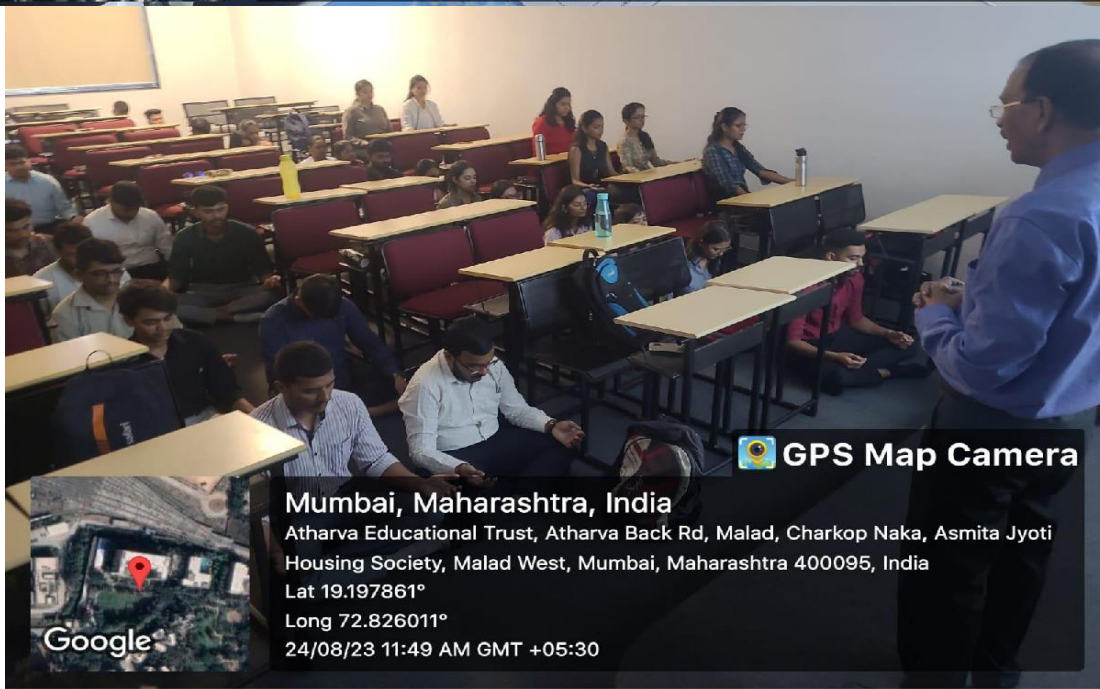 GPS Map Camera
Mumbai, Maharashtra, India
Atharva Educational Trust, Atharva Back Rd, Malad, Charkop Naka, Asmita Jyoti
Housing Society, Malad West, Mumbai, Maharashtra 400095, India
Lat 19.197861°
Long 72.826011°
24/08/23 11:49 AM GMT +05:30
Google